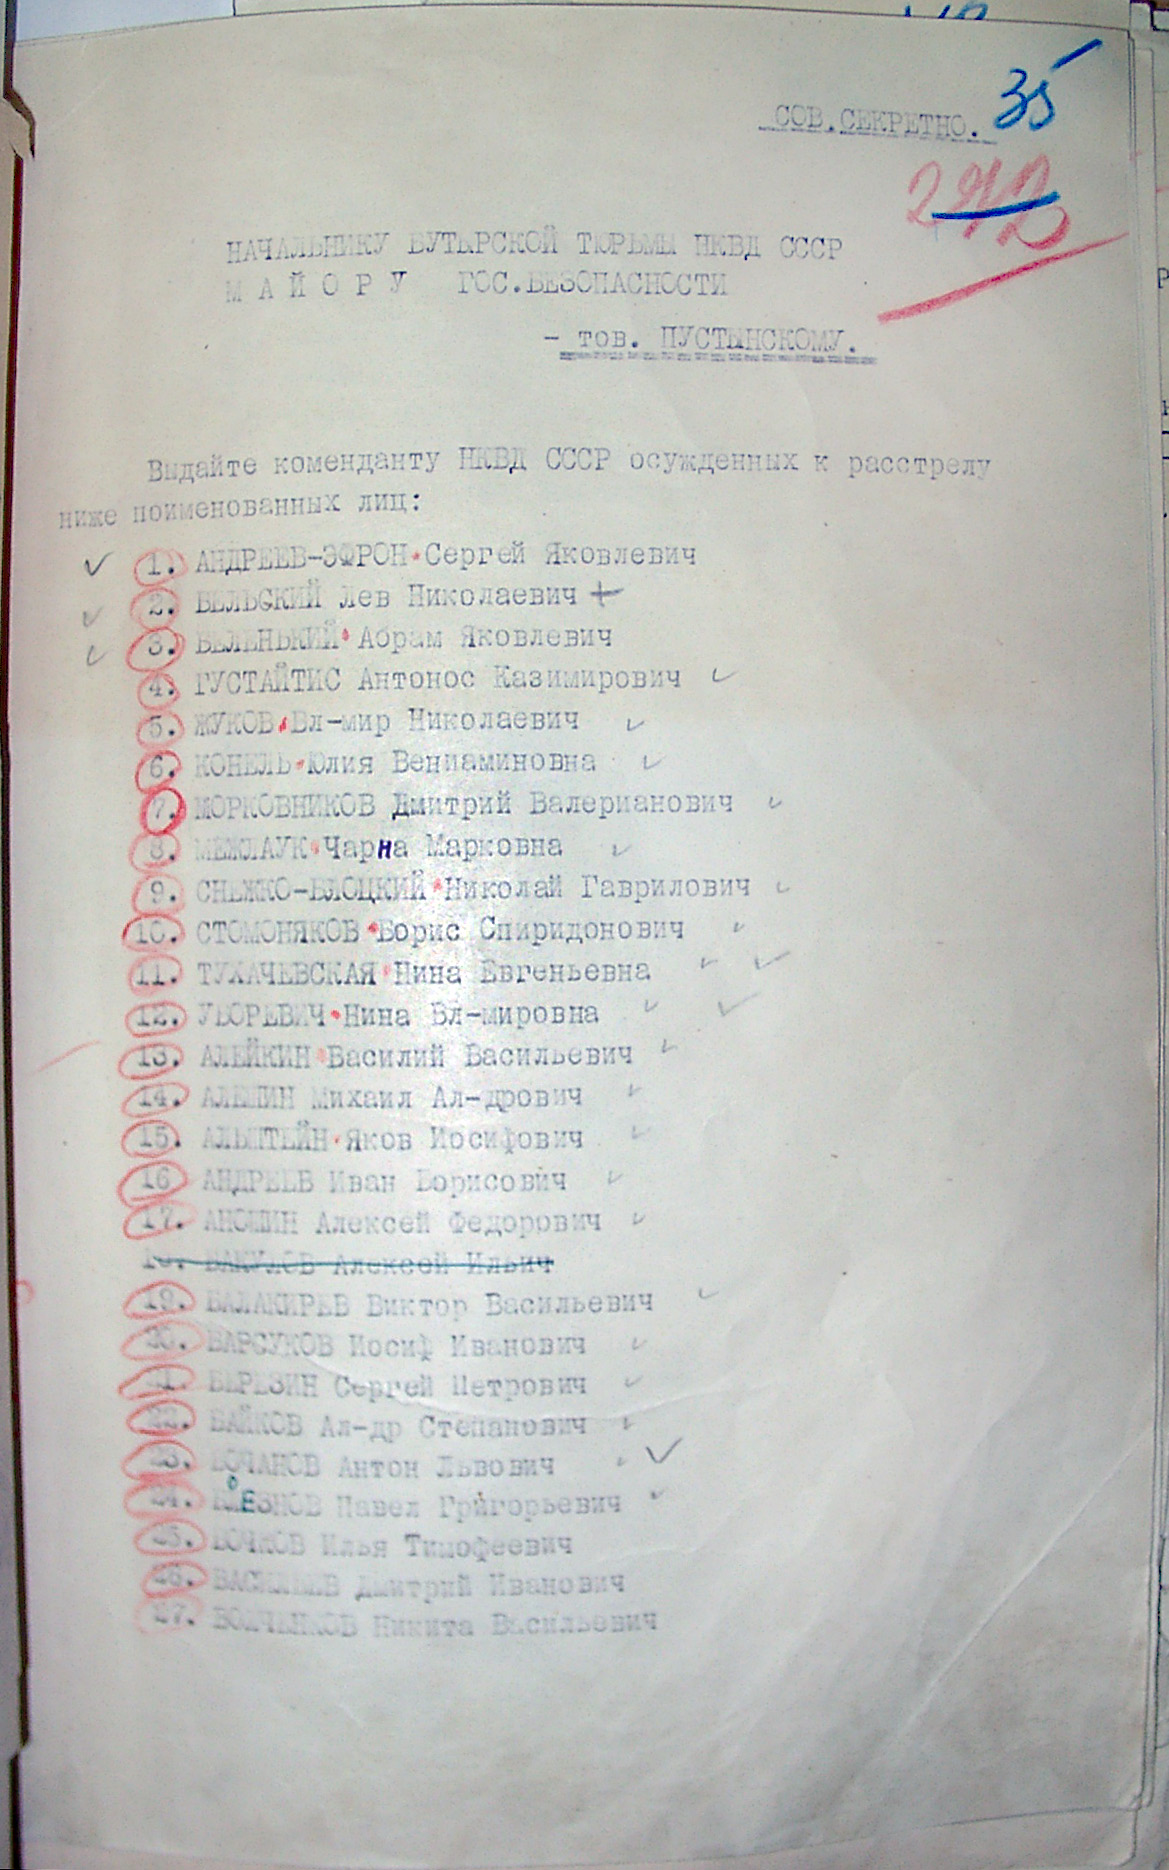 35
СОВ.СЕКРЕТНО.
НАЧАЛЬНИКУ БУТЫРСКОЙ ТЮРЬМЫ НКВД СССР
МАЙОРУ ГОС.БЕЗОПАСНОСТИ
- тов. ПУСТЫНСКОМУ.
Выдайте коменданту НКВД СССР осужденных к расстрелу
ниже поименованных лиц:
1. АНДРЕЕВ-ЭФРОН Сергей Яковлевич
2. БЕЛЬСКИЙ Лев Николаевич +
3. БЕЛЕНЬКИЙ Абрам Яковлевич
4. ГУСТАЙТИС Антонос Казимирович
5. ЖУКОВ Вл-мир Николаевич
6. КОНЕЛЬ Юлия Вениаминовна
7. МОРКОВНИКОВ Дмитрий Валерианович
8. МЕЖЛАУК Чарна Марковна
9. СНЕЖКО-БЛОЦКИЙ Николай Гаврилович
10. СТОМОНЯКОВ Борис Спиридонович
11. ТУХАЧЕВСКАЯ Нина Евгеньевна
12. УБОРЕВИЧ Нина Вл-мировна
13. АЛЕЙКИН Василий Васильевич
14. АЛЕШИН Михаил Ал-дрович
15. АЛЬШТЕЙН Яков Иосифович
16 АНДРЕЕВ Иван Борисович
17. АНОШИН Алексей Федорович
18. БАКУЛОВ Алексей Ильич
19. БАЛАКИРЕВ Виктор Васильевич
20. БАРСУКОВ Иосиф Иванович
21. БЕРЕЗИН Сергей Петрович
22. БАЙКОВ Ал-др Степанович
23. БОЧАНОВ Антон Львович
24. Павел Григорьевич
25. БОЧКОВ Илья Тимофеевич
26. ВАСИЛЬЕВ Дмитрий Иванович
27. Никита Васильевич